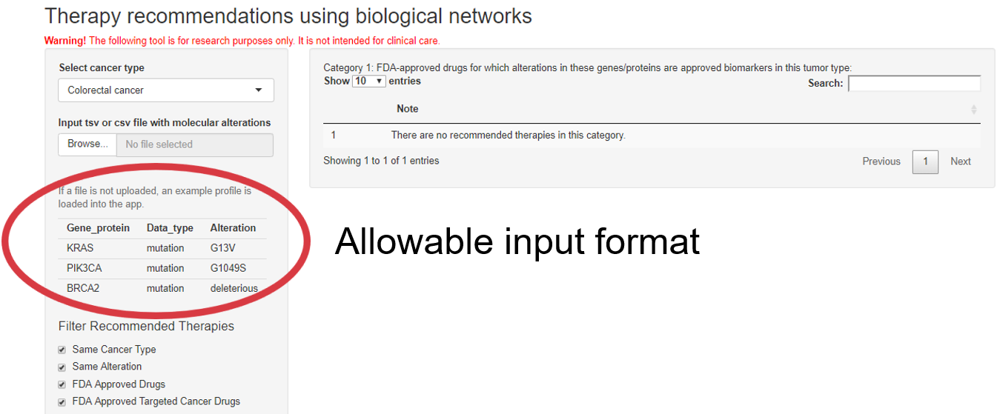 Therapy recommendations using biological networks
Warning! The following tool is for research purposes only. It is not intended for clinical care.
Select cancer type
Colorectal cancer
Input tsv or csv file with molecular alterations
Browse... No file selected
If a file is not uploaded, an example profile is
loaded into the app.
Gene_protein Data_type Alteration
KRAS mutation G13V
PIK3CA mutation G1049S
BRCA2 mutation deleterious
Filter Recommended Therapies
Same Cancer Type
Same Alteration
FDA Approved Drugs
FDA Approved Targeted Cancer Drugs
Category 1: FDA-approved drugs for which alterations in these genes/proteins are approved biomarkers in this tumor type:
Show 10 entries
Search:
Note
1 There are no recommended therapies in this category.
Showing 1 to 1 of 1 entries
Previous 1 Next
Allowable input format